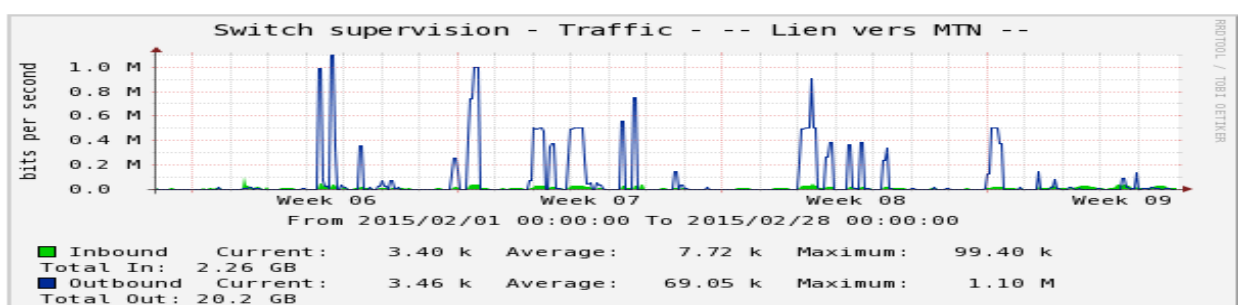 Switch supervision - Traffic - -- Lien vers MTN --
RRDTOOL / TOBI OETIKER
bits per second
1.0 M
0.8 M
0.6 M
0.4 M
0.2 M
0.0
Week 06 Week 07 Week 08 Week 09
From 2015/02/01 00:00:00 To 2015/02/28 00:00:00
Inbound Current: 3.40 k Average: 7.72 k Maximum: 99.40 k
Total In: 2.26 GB
Outbound Current: 3.46 k Average: 69.05 k Maximum: 1.10 M
Total Out: 20.2 GB